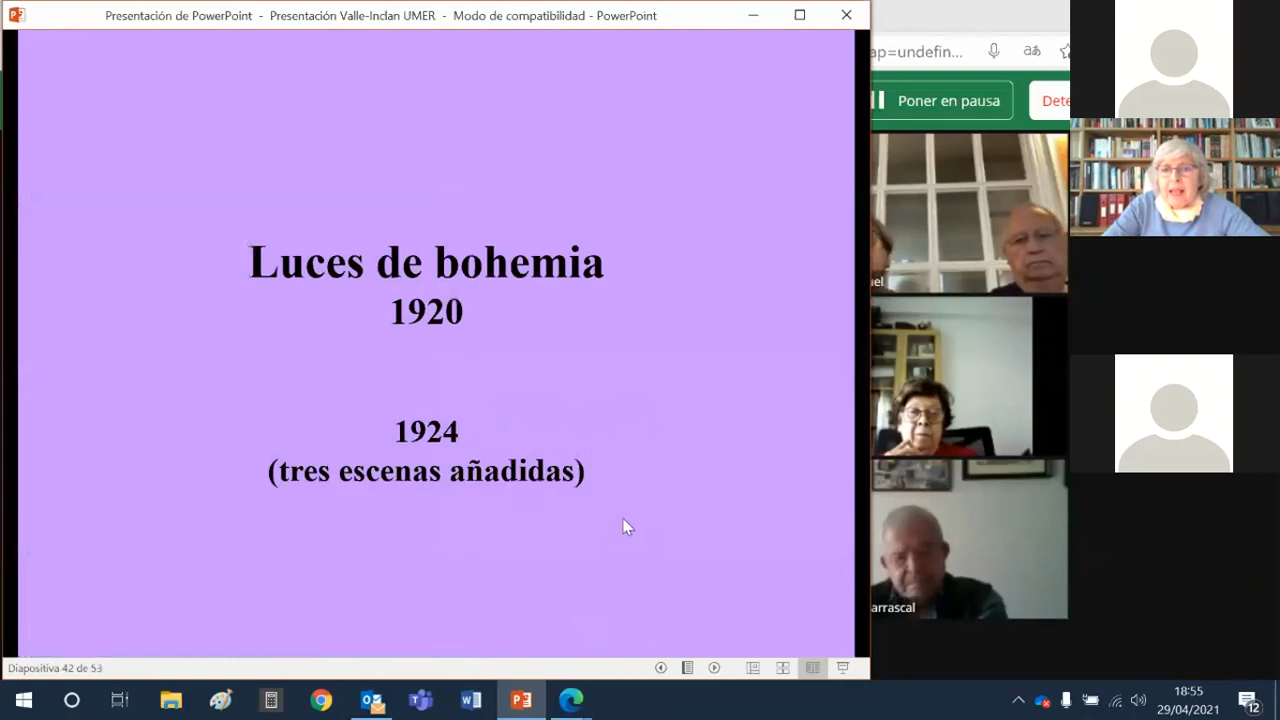 Presentación de PowerPoint - Presentación Valle-Inclan UMER - Modo de compatibilidad - PowerPoint
ap=undefin...
Poner en pausa
Dete
Luces de bohemia
1920
1924
(tres escenas añadidas)
uel
arrascal
Diapositiva 42 de 53
18:55
29/04/2021
12